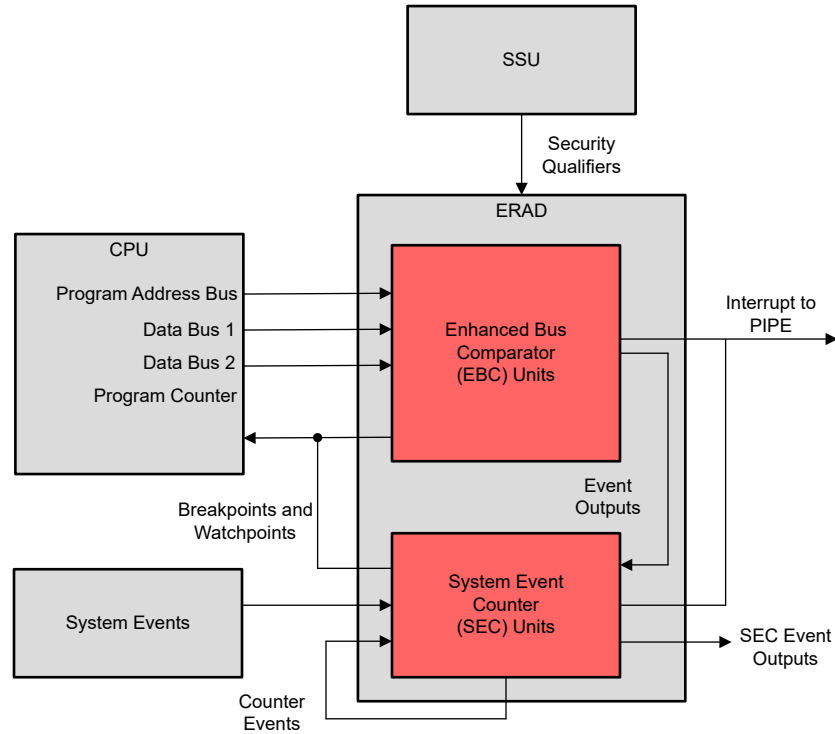 SSU
Security
Qualifiers
ERAD
CPU
Program Address Bus
Data Bus 1
Data Bus 2
Program Counter
Enhanced Bus
Comparator
(EBC) Units
Interrupt to
PIPE
Event
Outputs
Breakpoints and
Watchpoints
System Events
System Event
Counter
(SEC) Units
SEC Event
Outputs
Counter
Events